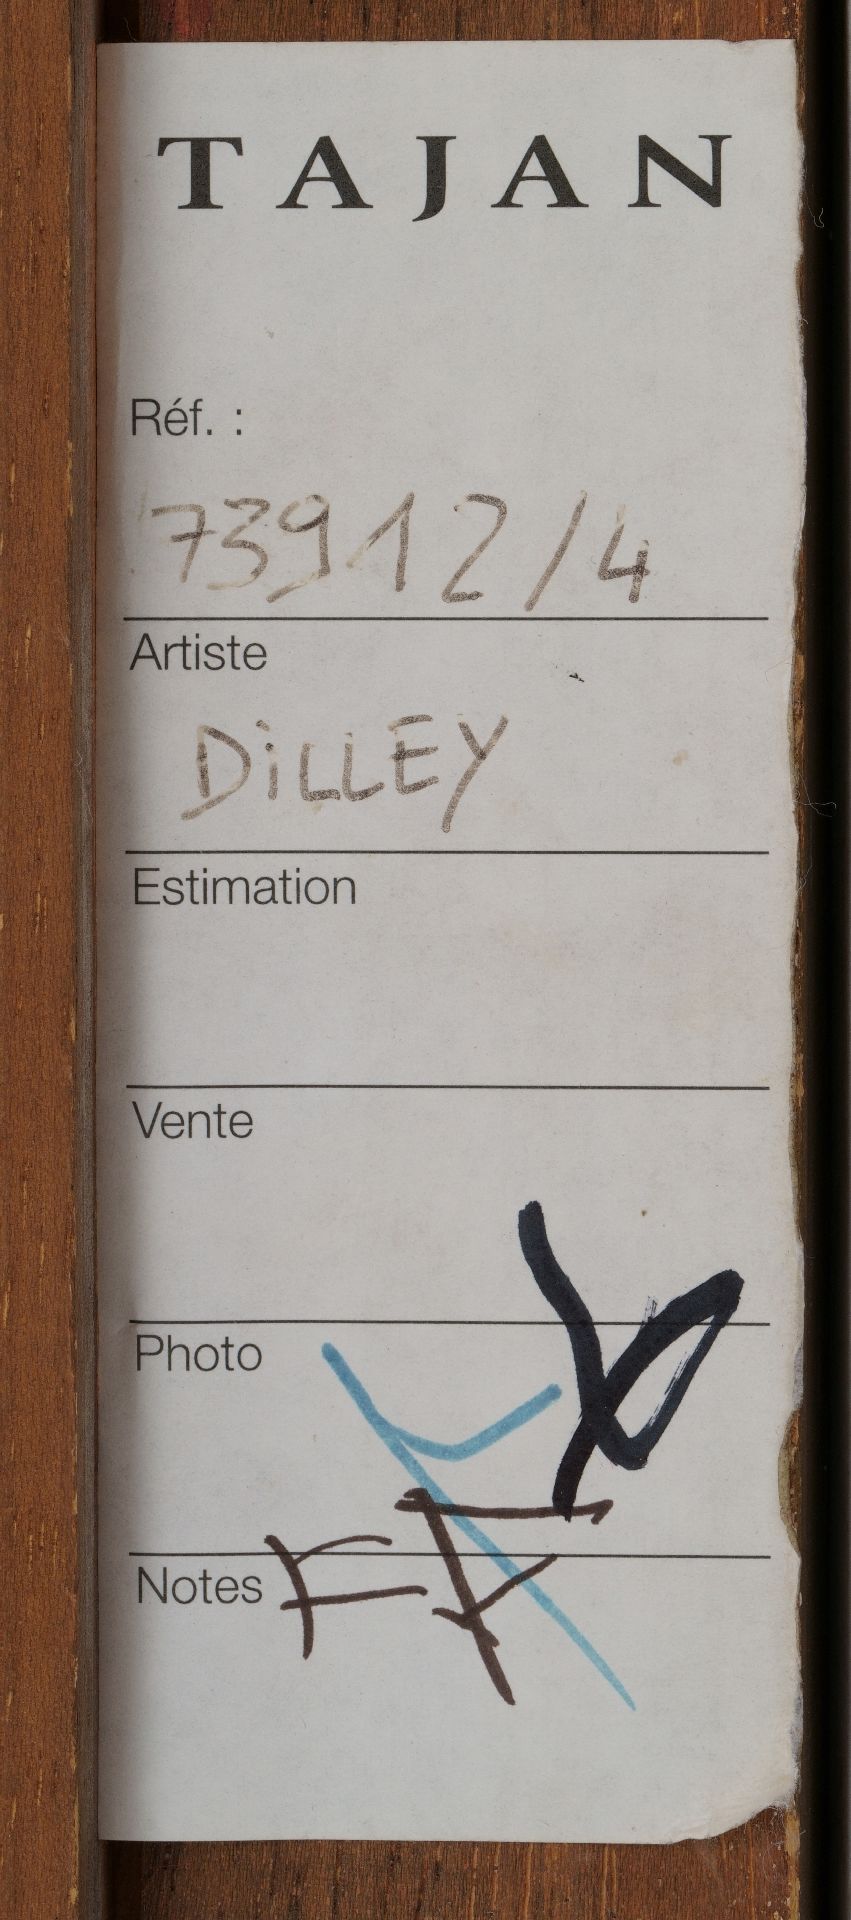 TAJAN
Réf. :
73912/4
Artiste
DiLLEY
Estimation
Vente
Photo
Notes